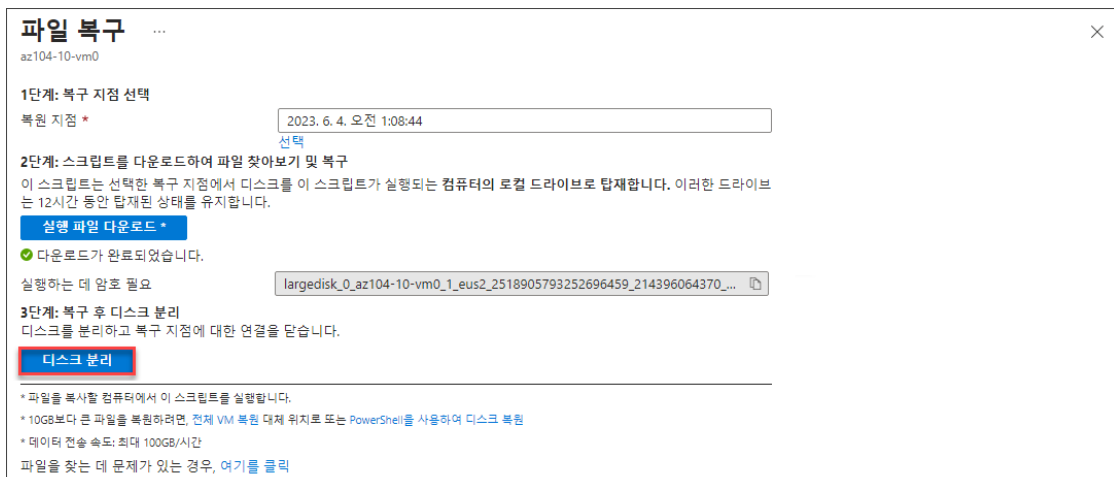 파일 복구 ...
az104-10-vm0
1단계: 복구 지점 선택
복원 지점 *
2023. 6. 4. 오전 1:08:44
선택
2단계: 스크립트를 다운로드하여 파일 찾아보기 및 복구
이 스크립트는 선택한 복구 지점에서 디스크를 이 스크립트가 실행되는 컴퓨터의 로컬 드라이브로 탑재합니다. 이러한 드라이브
는 12시간 동안 탑재된 상태를 유지합니다.
실행 파일 다운로드 *
다운로드가 완료되었습니다.
실행하는 데 암호 필요
largedisk_0_az104-10-vm0_1_eus2_2518905793252696459_214396064370_...
3단계: 복구 후 디스크 분리
디스크를 분리하고 복구 지점에 대한 연결을 닫습니다.
디스크 분리
* 파일을 복사할 컴퓨터에서 이 스크립트를 실행합니다.
* 10GB보다 큰 파일을 복원하려면, 전체 VM 복원 대체 위치로 또는 PowerShell을 사용하여 디스크 복원
* 데이터 전송 속도: 최대 100GB/시간
파일을 찾는 데 문제가 있는 경우, 여기를 클릭